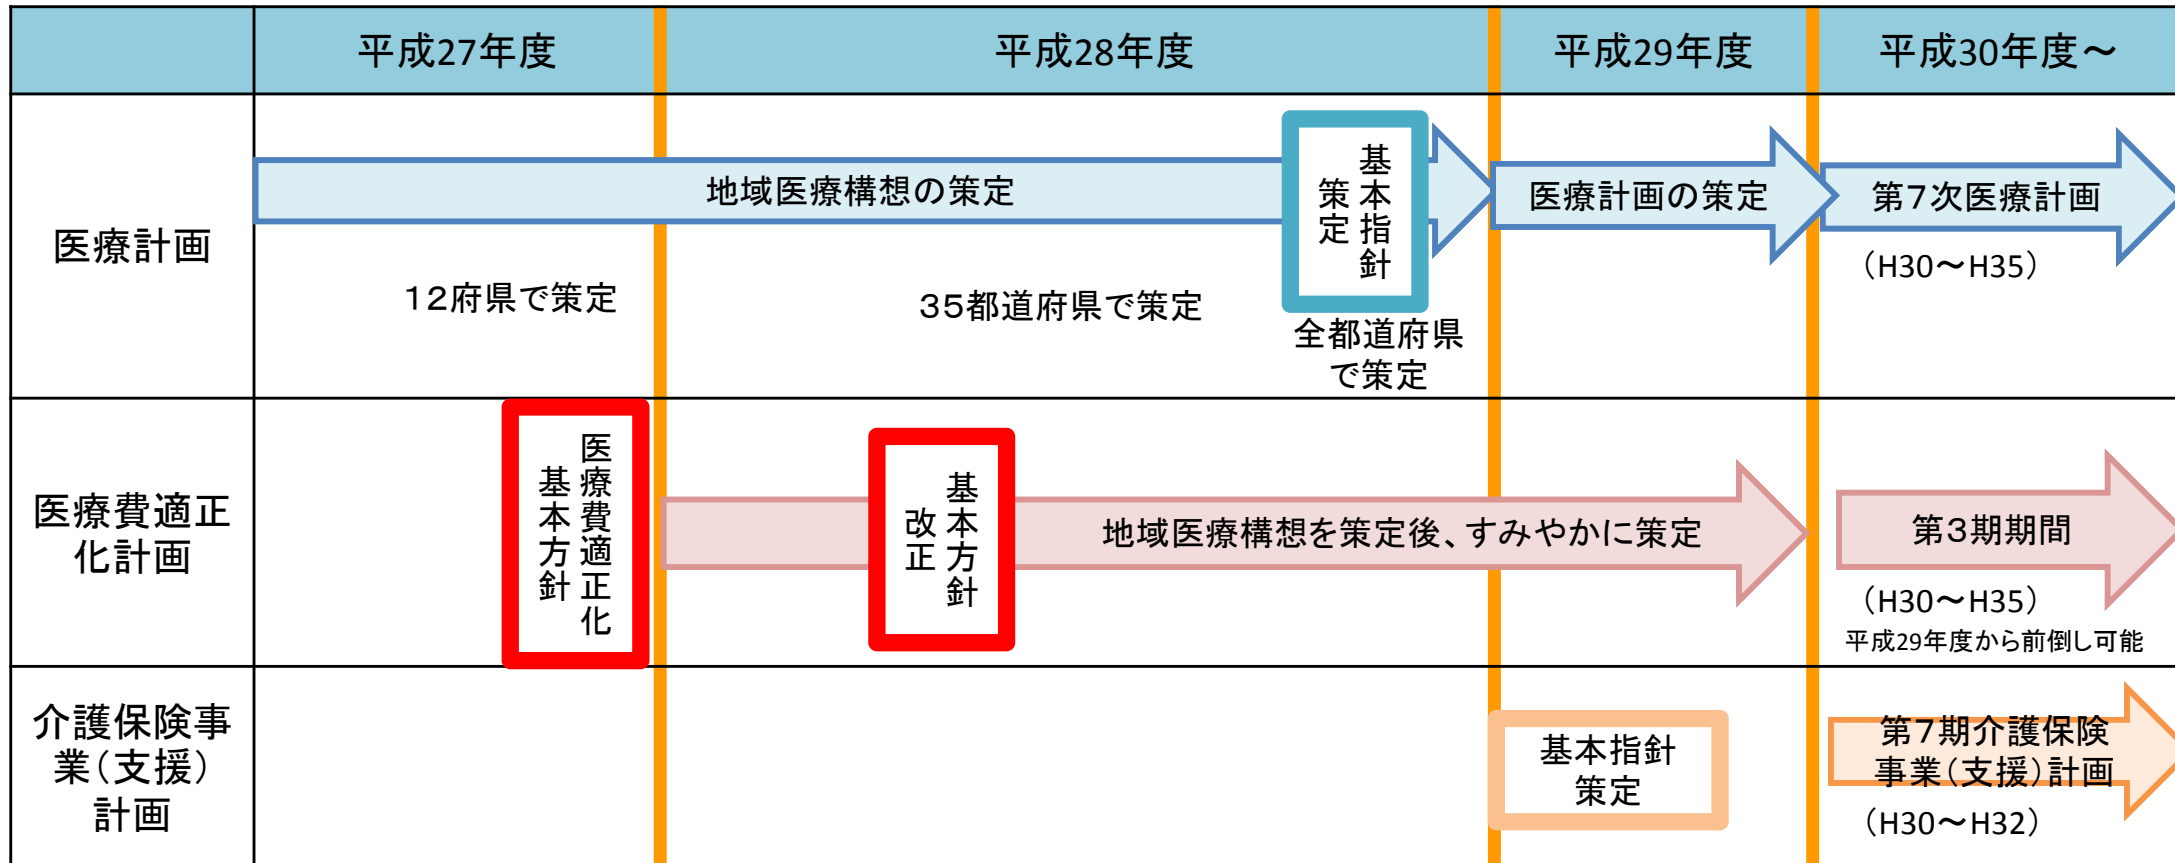 平成27年度
平成28年度
平成29年度
平成30年度～
医療計画
地域医療構想の策定
基本指針
策定
医療計画の策定
第７次医療計画
（H30～H35）
１２府県で策定
３５都道府県で策定
全都道府県
で策定
医療費適正
化計画
医療費適正化
基本方針
基本方針
改正
地域医療構想を策定後、すみやかに策定
第３期期間
（H30～H35）
平成29年度から前倒し可能
介護保険事
業（支援）
計画
基本指針
策定
第７期介護保険
事業（支援）計画
（H30～H32）